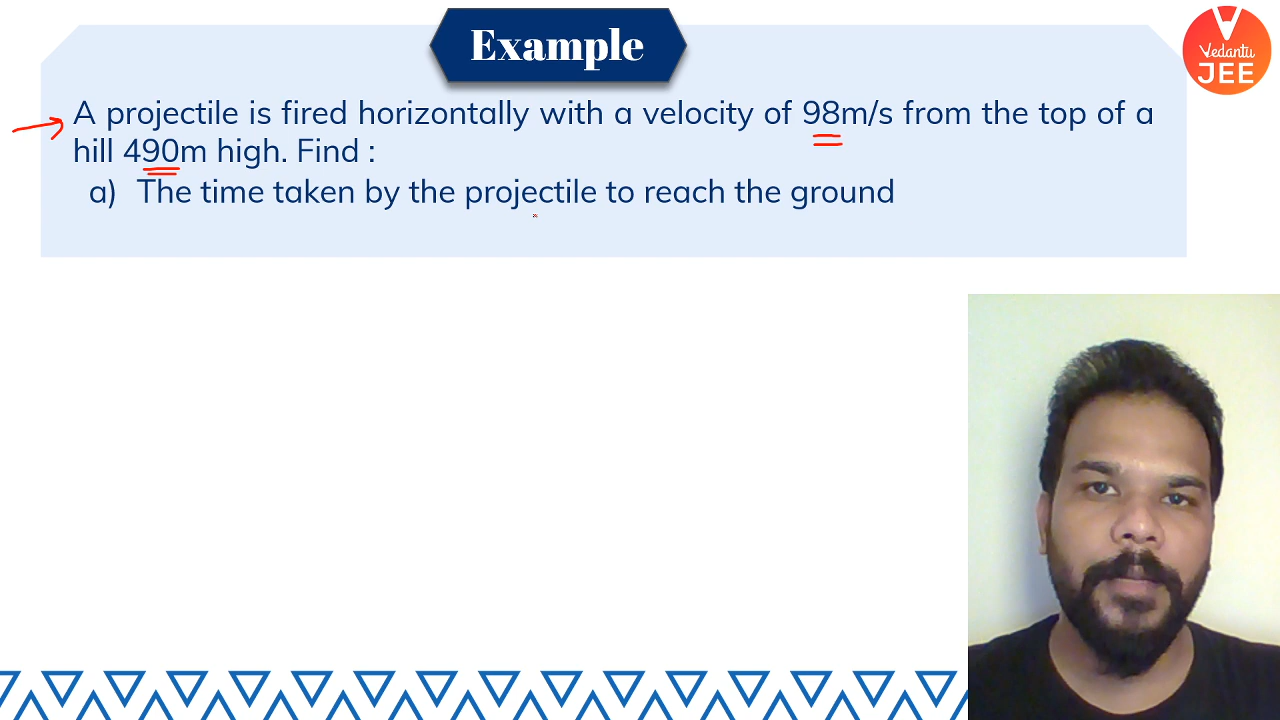 Example
Vedantu
JEE
A projectile is fired horizontally with a velocity of 98m/s from the top of a
hill 490m high. Find :
a) The time taken by the projectile to reach the ground